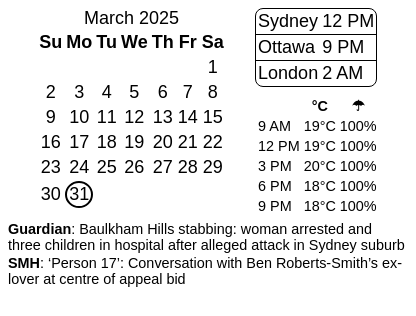 March 2025
Su Mo Tu We Th Fr Sa
1
2 3 4 5 6 7 8
9 10 11 12 13 14 15
16 17 18 19 20 21 22
23 24 25 26 27 28 29
30 31
Sydney 12 PM
Ottawa 9 PM
London 2 AM
°C ☂
9 AM 19°C 100%
12 PM 19°C 100%
3 PM 20°C 100%
6 PM 18°C 100%
9 PM 18°C 100%
Guardian: Baulkham Hills stabbing: woman arrested and
three children in hospital after alleged attack in Sydney suburb
SMH: ‘Person 17’: Conversation with Ben Roberts-Smith’s ex-
lover at centre of appeal bid